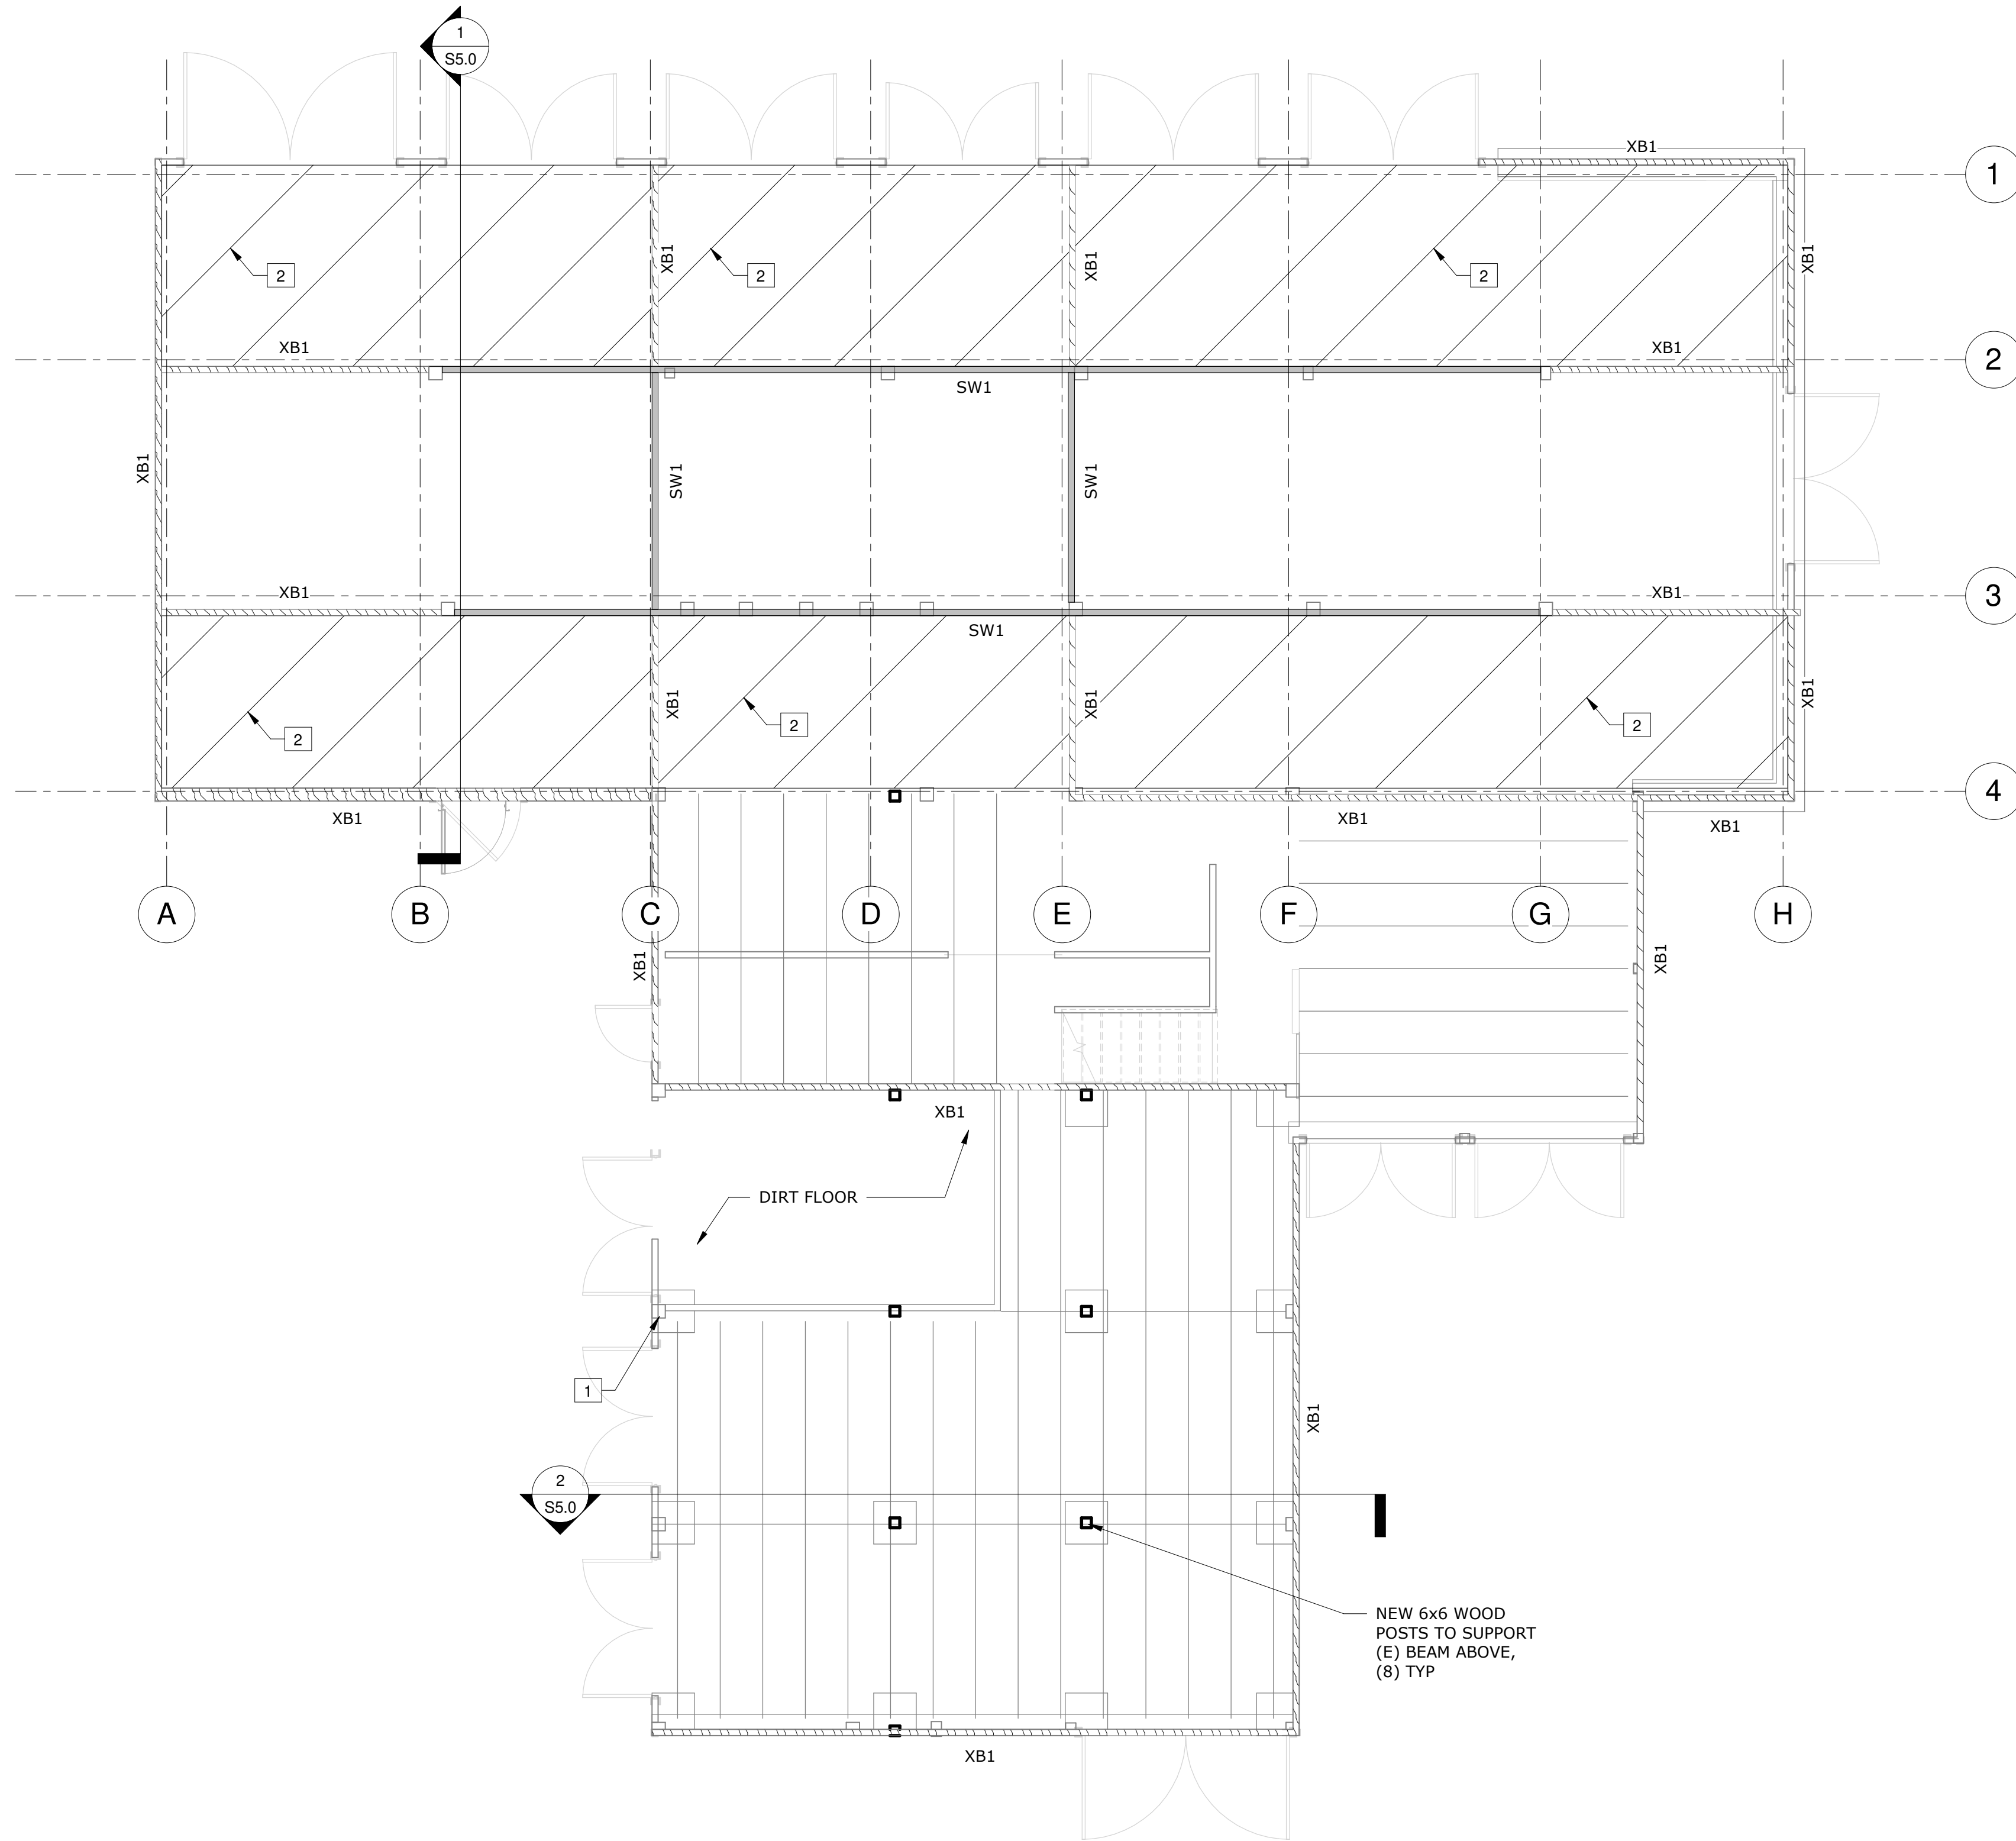 1
S5.0
XB1
1
XB1
XB1
XB1
2
2
2
XB1
XB1
2
SW1
XB1
SW1
SW1
XB1
XB1
3
SW1
XB1
XB1
XB1
2
2
2
4
XB1
XB1
XB1
A
B
C
D
E
F
G
H
XB1
XB1
XB1
DIRT FLOOR
1
XB1
2
S5.0
NEW 6x6 WOOD
POSTS TO SUPPORT
(E) BEAM ABOVE,
(8) TYP
XB1